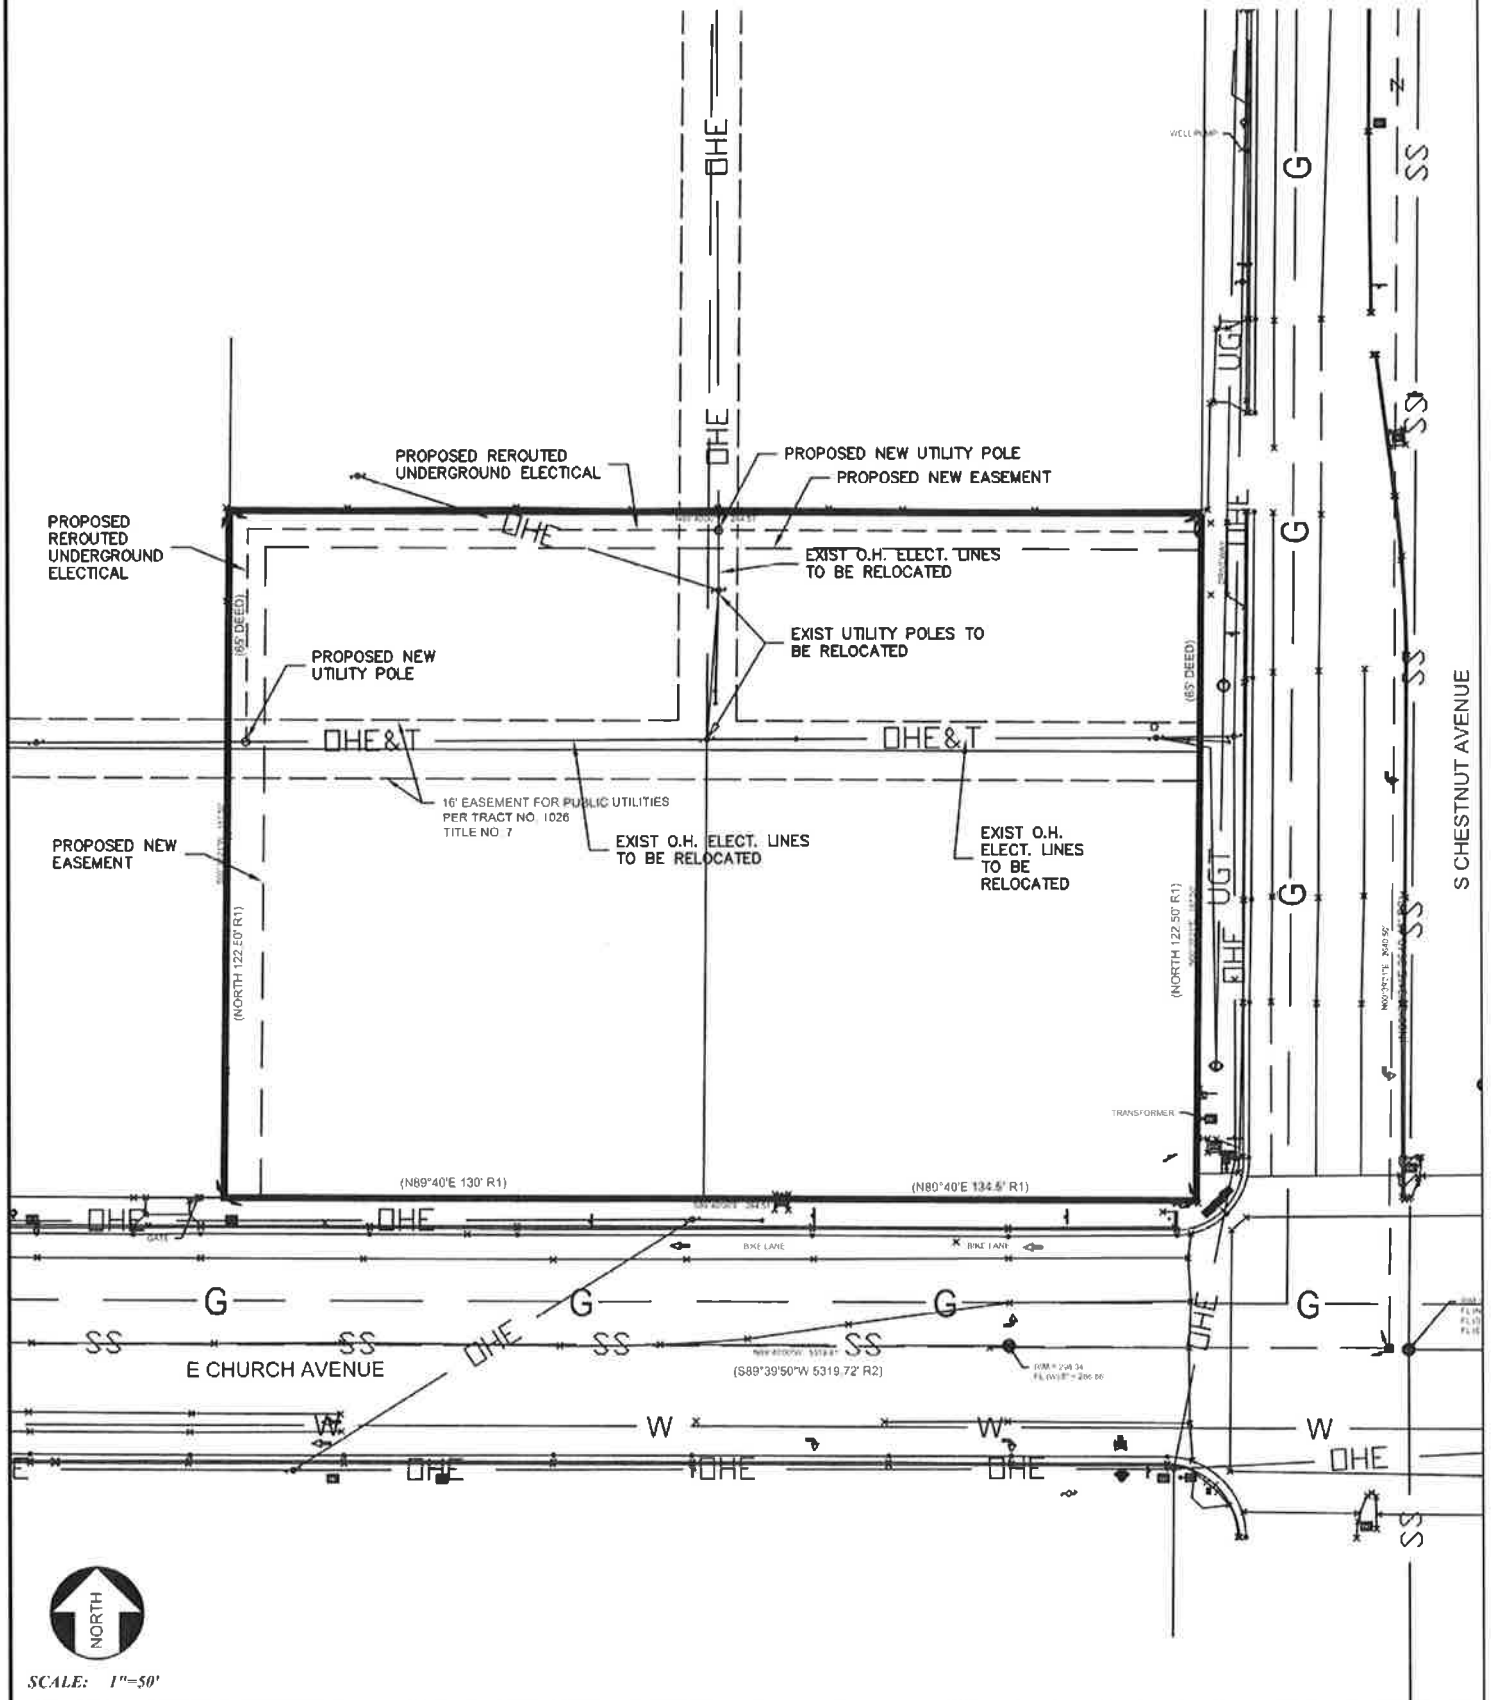 OHE
Z
WELL PUMP
G
SS
UGT
SS
OHE
PROPOSED REROUTED
UNDERGROUND ELECTICAL
PROPOSED NEW UTILITY POLE
PROPOSED NEW EASEMENT
PROPOSED
REROUTED
UNDERGROUND
ELECTICAL
OHE
OHE
G
EXIST O.H. ELECT. LINES
TO BE RELOCATED
DRIVEWAY
(65' DEED)
EXIST UTILITY POLES TO
BE RELOCATED
(65' DEED)
PROPOSED NEW
UTILITY POLE
SS
S CHESTNUT AVENUE
OHE&T
OHE&T
16' EASEMENT FOR PUBLIC UTILITIES
PER TRACT NO. 1026
TITLE NO. 7
PROPOSED NEW
EASEMENT
EXIST O.H. ELECT. LINES
TO BE RELOCATED
EXIST O.H.
ELECT. LINES
TO BE
RELOCATED
UGT
G
SS
(NORTH 122.50' R1)
(NORTH 122.50' R1)
OHE
TRANSFORMER
(N89°40'E 130' R1)
(N89°40'E 134.5' R1)
OHE
OHE
GATE
BIKE LANE
BIKE LANE
G
G
G
G
OHE
SS
SS
OHE
SS
SS
E CHURCH AVENUE
(S89°39'50"W 5319.72' R2)
W
W
W
W
E
OHE
OHE
OHE
OHE
SS
NORTH
SCALE: 1"=50'